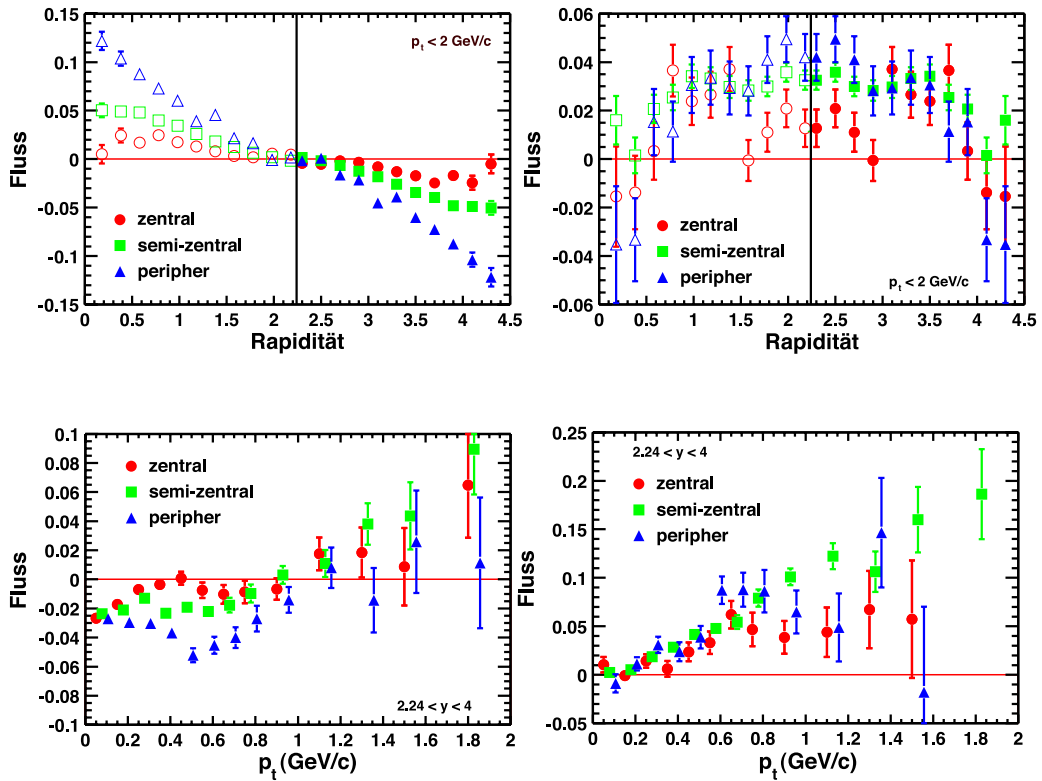 0.15
0.1
0.05
0
-0.05
-0.1
-0.15
Fluss
p_t < 2 GeV/c
zentral
semi-zentral
peripher
0 0.5 1 1.5 2 2.5 3 3.5 4 4.5
Rapidität
0.06
0.04
0.02
0
0.02
0.04
-0.06
Fluss
zentral
semi-zentral
peripher
p_t < 2 GeV/c
0 0.5 1 1.5 2 2.5 3 3.5 4 4.5
Rapidität
0.1
0.08
0.06
0.04
0.02
0
-0.02
-0.04
-0.06
-0.08
-0.1
Fluss
zentral
semi-zentral
peripher
2.24 < y < 4
0 0.2 0.4 0.6 0.8 1 1.2 1.4 1.6 1.8 2
p_t (GeV/c)
0.25
0.2
0.15
0.1
0.05
0
-0.05
Fluss
2.24 < y < 4
zentral
semi-zentral
peripher
0 0.2 0.4 0.6 0.8 1 1.2 1.4 1.6 1.8 2
p_t (GeV/c)